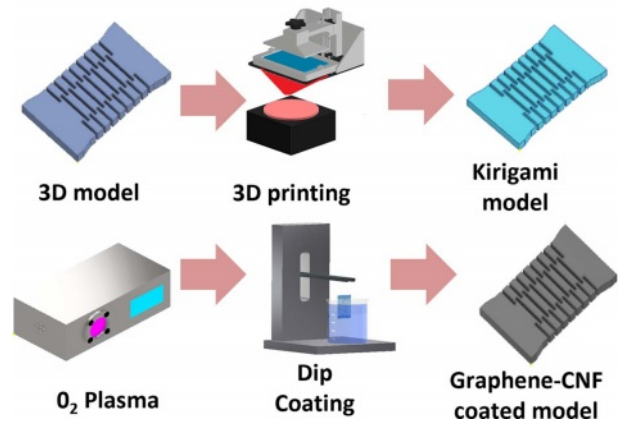 3D model
3D printing
Kirigami
model
0₂ Plasma
Dip
Coating
Graphene-CNF
coated model